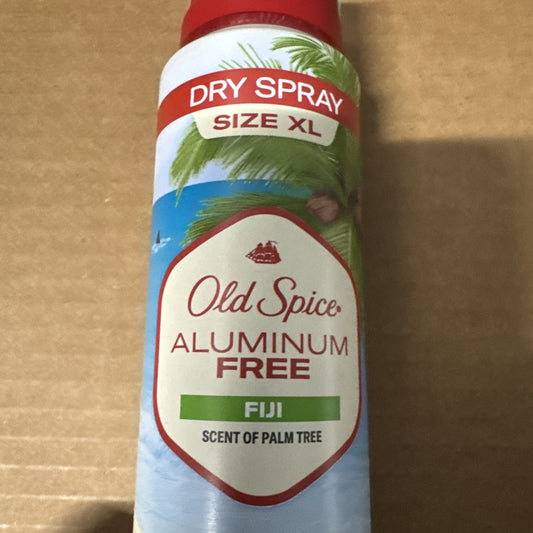 DRY SPRAY
SIZE XL
Old Spice
ALUMINUM
FREE
FIJI
SCENT OF PALM TREE